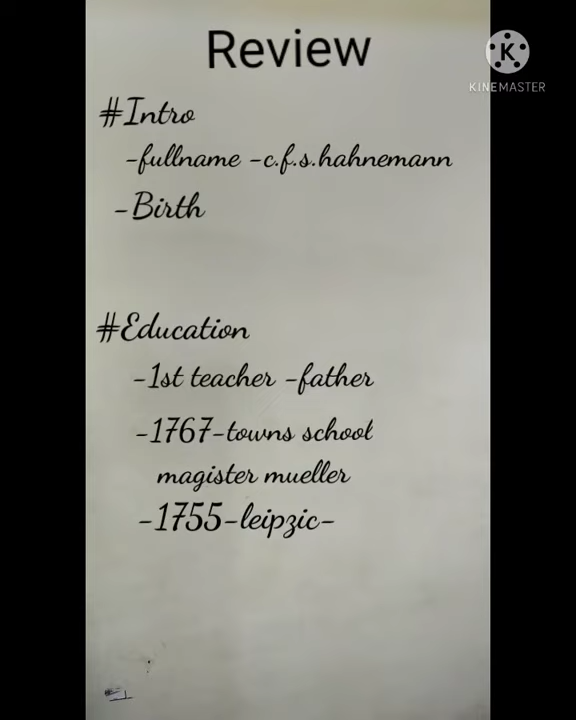 Review
KINEMASTER
#Intro
-fullname -c.f.s.hahnemann
-Birth
#Education
-1st teacher -father
-1767-towns school
magister mueller
-1755-leipzic-